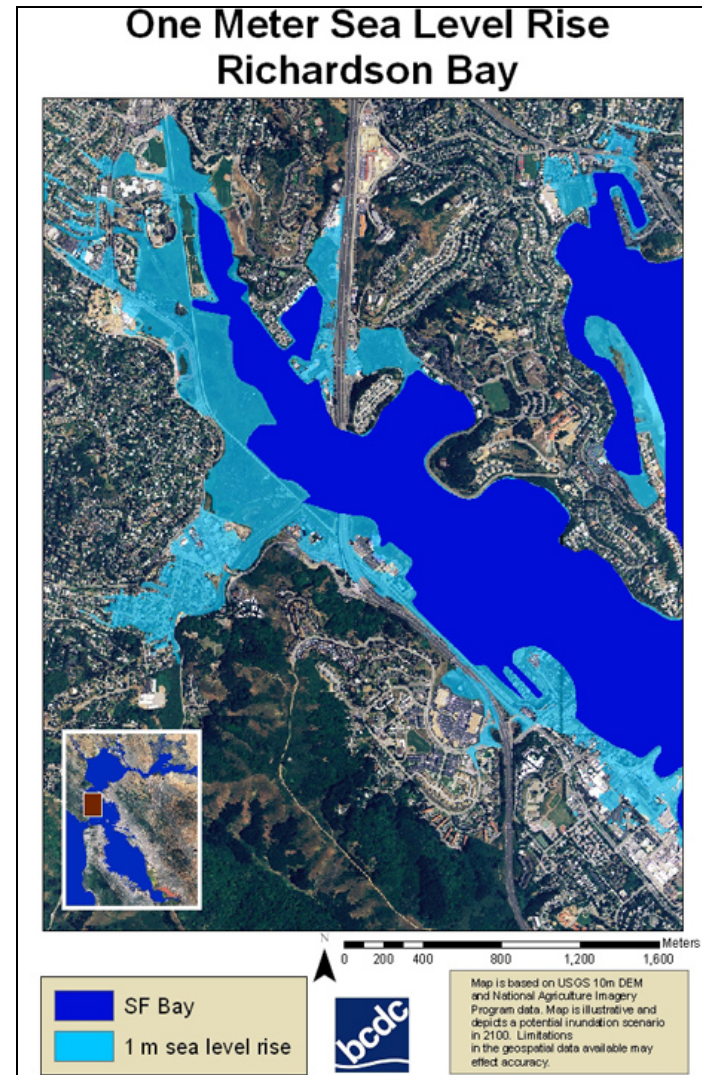 One Meter Sea Level Rise
Richardson Bay
N
Meters
0 200 400 800 1,200 1,600
SF Bay
1 m sea level rise
bcdc
Map is based on USGS 10m DEM
and National Agriculture Imagery
Program data. Map is illustrative and
depicts a potential inundation scenario
in 2100. Limitations
in the geospatial data available may
effect accuracy.